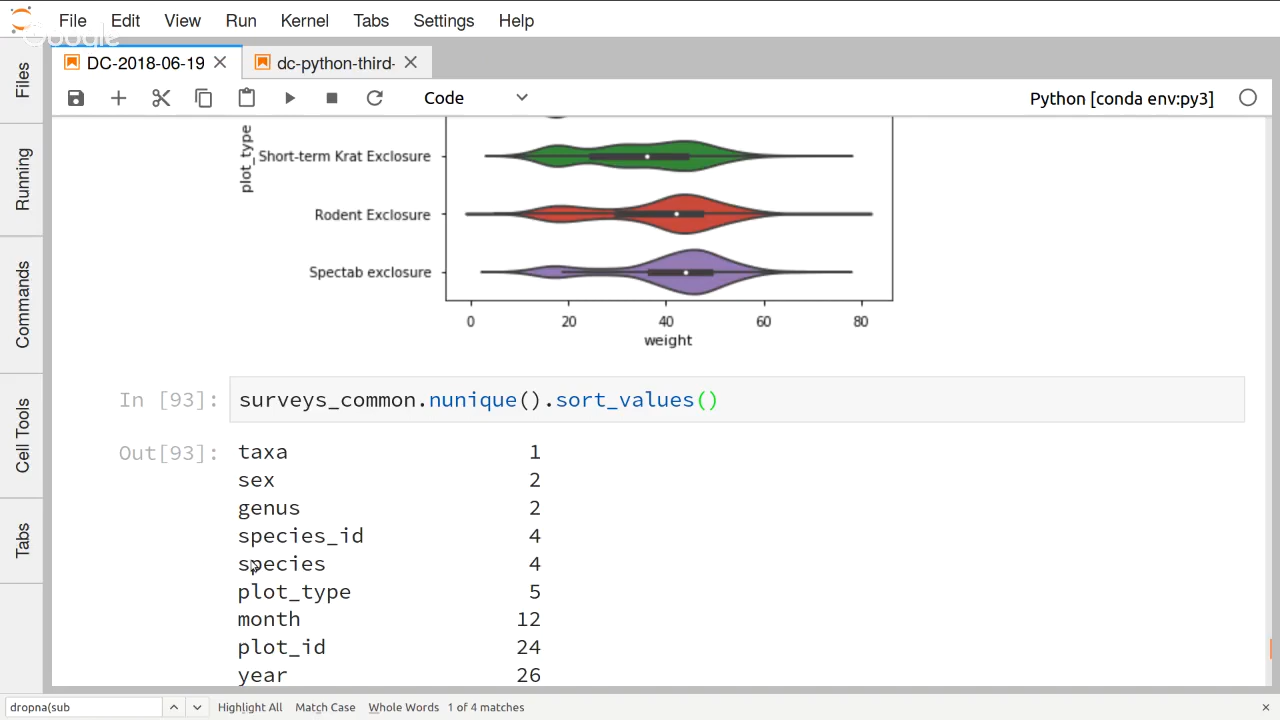 File Edit View Run Kernel Tabs Settings Help
Google
DC-2018-06-19 dc-python-third-
Code Python [conda env:py3]
Files
Running
Commands
Cell Tools
Tabs
plot_type
Short-term Krat Exclosure
Rodent Exclosure
Spectab exclosure
0 20 40 60 80
weight
In [93]: surveys_common.nunique().sort_values()
Out[93]: taxa 1
sex 2
genus 2
species_id 4
species 4
plot_type 5
month 12
plot_id 24
year 26
dropna(sub Highlight All Match Case Whole Words 1 of 4 matches